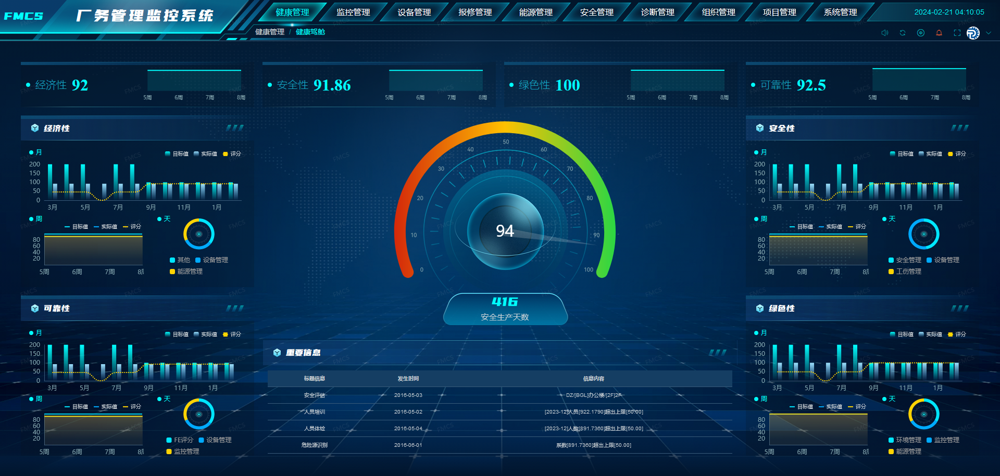 FMCS
厂务管理监控系统
健康管理 监控管理 设备管理 报修管理 能源管理 安全管理 诊断管理 组织管理 项目管理 系统管理
2024-02-21 04:10:05
健康管理 / 健康驾舱
经济性 92
5周 6周 7周 8周
安全性 91.86
5周 6周 7周 8周
绿色性 100
5周 6周 7周 8周
可靠性 92.5
5周 6周 7周 8周
经济性
月
目标值 实际值 评分
200
150
100
50
0
3月 5月 7月 9月 11月 1月
周
目标值 实际值 评分
80
60
40
20
5周 6周 7周 8周
天
其他 设备管理
能源管理
可靠性
月
目标值 实际值 评分
200
150
100
50
0
3月 5月 7月 9月 11月 1月
周
目标值 实际值 评分
80
60
40
20
5周 6周 7周 8周
天
FE评分 设备管理
监控管理
0
10
20
30
40
50
60
70
80
90
100
94
416
安全生产天数
重要信息
标题信息 发生时间 信息内容
安全评估 2016-05-03 DZ/[BGL]办公楼/[2F]2F
人员培训 2016-05-02 [2023-12]人员[922.1790]超出上限[50.00]
人员体检 2016-05-04 [2023-12]人数[891.7360]超出上限[50.00]
危险源识别 2016-06-01 系数[891.7360]超出上限[50.00]
安全性
月
目标值 实际值 评分
200
150
100
50
0
3月 5月 7月 9月 11月 1月
周
目标值 实际值 评分
80
60
40
20
5周 6周 7周 8周
天
安全管理 设备管理
工伤管理
绿色性
月
目标值 实际值 评分
200
150
100
50
0
3月 5月 7月 9月 11月 1月
周
目标值 实际值 评分
80
60
40
20
5周 6周 7周 8周
天
环境管理 监控管理
能源管理